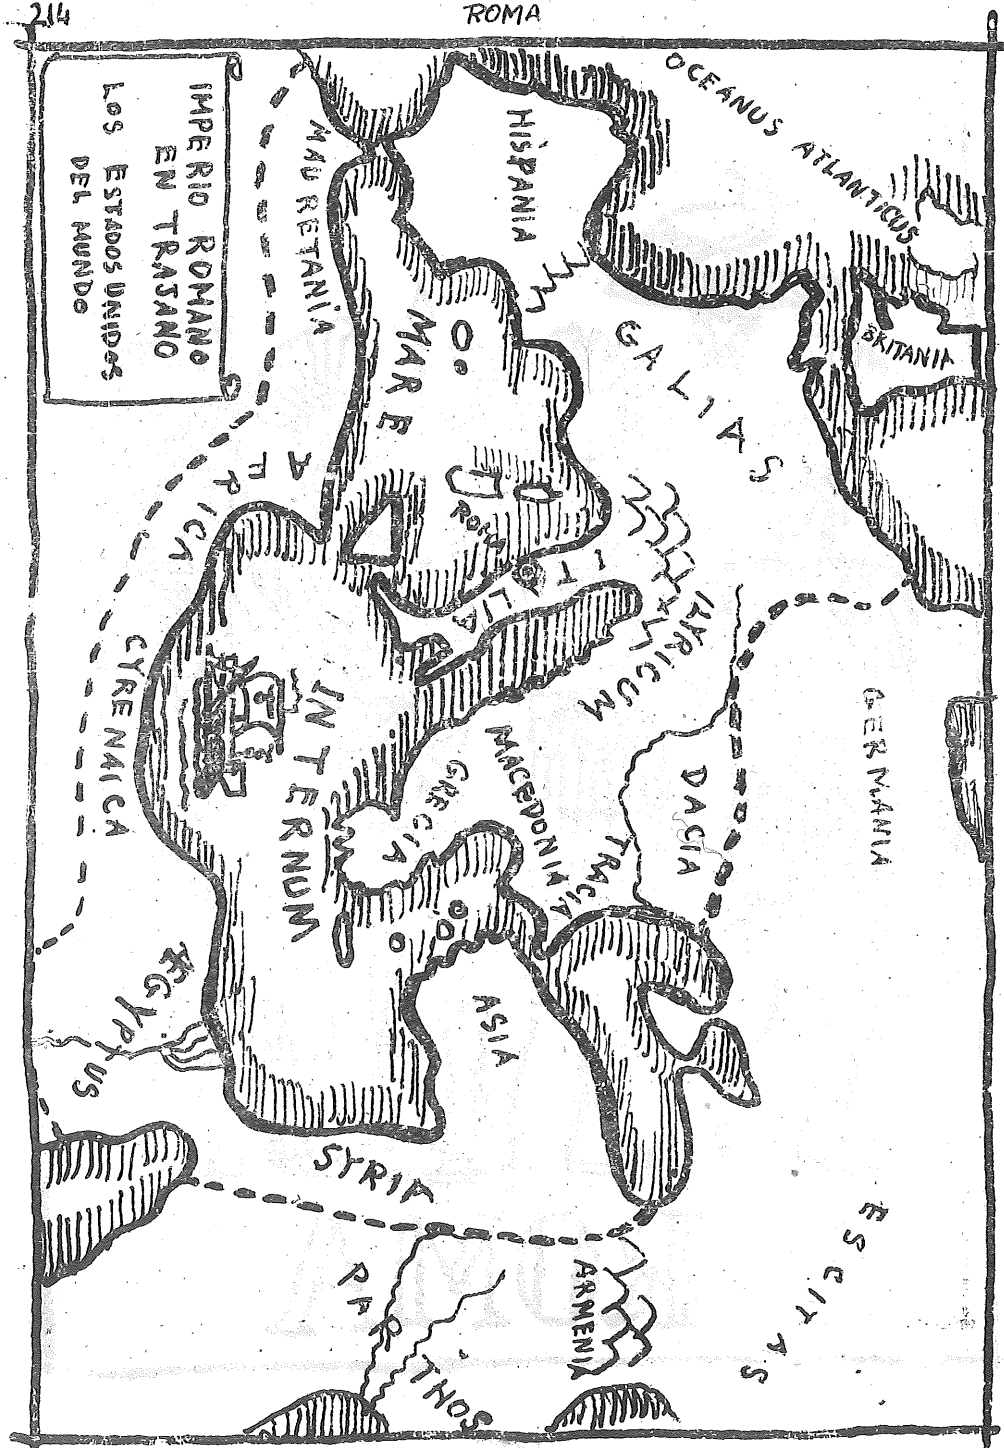 214
ROMA
IMPERIO ROMANO
EN TRAJANO
LOS ESTADOS UNIDOS
DEL MUNDO
OCEANUS ATLANTICUS
BRITANIA
HISPANIA
GALIAS
GERMANIA
ESCITAS
MAURETANIA
MARE
INTERNUM
ROMA
ITALIA
ILYRICUM
DACIA
MACEDONIA
TRACIA
GRECIA
AFRICA
CYRENAICA
ÆGYPTUS
ASIA
SYRIA
ARMENIA
PARTHOS